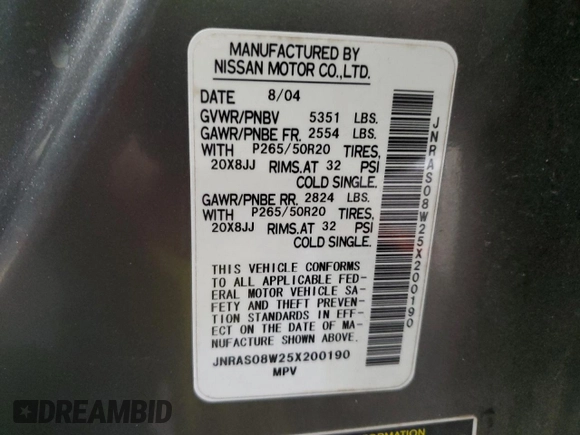 MANUFACTURED BY
NISSAN MOTOR CO.,LTD.
DATE 8/04
GVWR/PNBV 5351 LBS.
GAWR/PNBE FR. 2554 LBS.
WITH P265/50R20 TIRES,
20X8JJ RIMS.AT 32 PSI
COLD SINGLE.
GAWR/PNBE RR. 2824 LBS.
WITH P265/50R20 TIRES,
20X8JJ RIMS.AT 32 PSI
COLD SINGLE.
THIS VEHICLE CONFORMS
TO ALL APPLICABLE FED-
ERAL MOTOR VEHICLE SA-
FETY AND THEFT PREVEN-
TION STANDARDS IN EFF-
ECT ON THE DATE OF MA-
NUFACTURE SHOWN ABOVE.
JNRAS08W25X200190
MPV
JNRAS08W25X200190
DREAMBID
INFORMATION